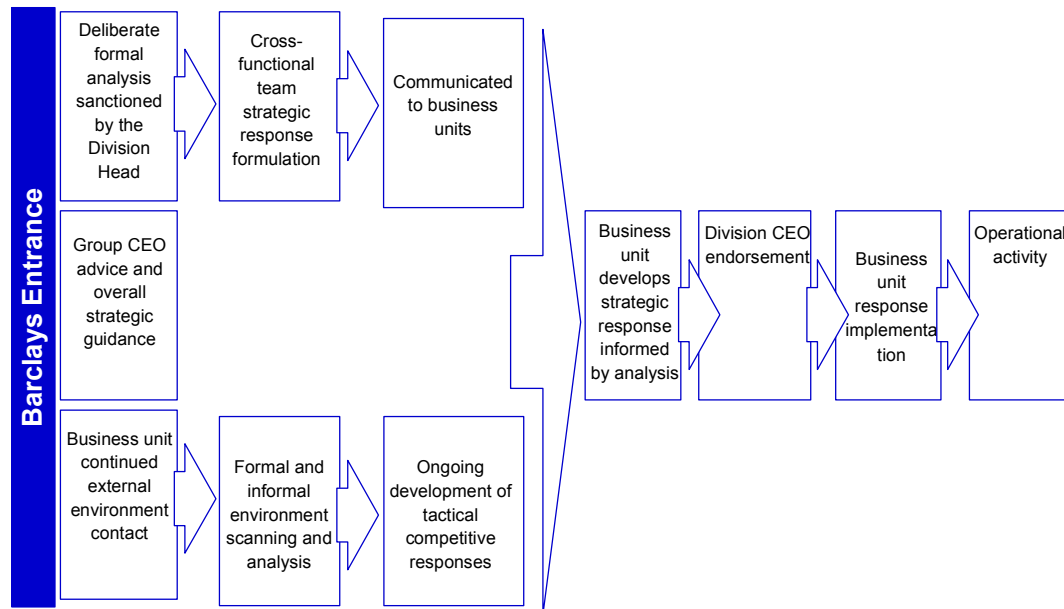 Barclays Entrance
Deliberate
formal
analysis
sanctioned
by the
Division
Head
Cross-
functional
team
strategic
response
formulation
Communicated
to business
units
Group CEO
advice and
overall
strategic
guidance
Business unit
continued
external
environment
contact
Formal and
informal
environment
scanning and
analysis
Ongoing
development of
tactical
competitive
responses
Business
unit
develops
strategic
response
informed
by analysis
Division CEO
endorsement
Business
unit
response
implementa
tion
Operational
activity